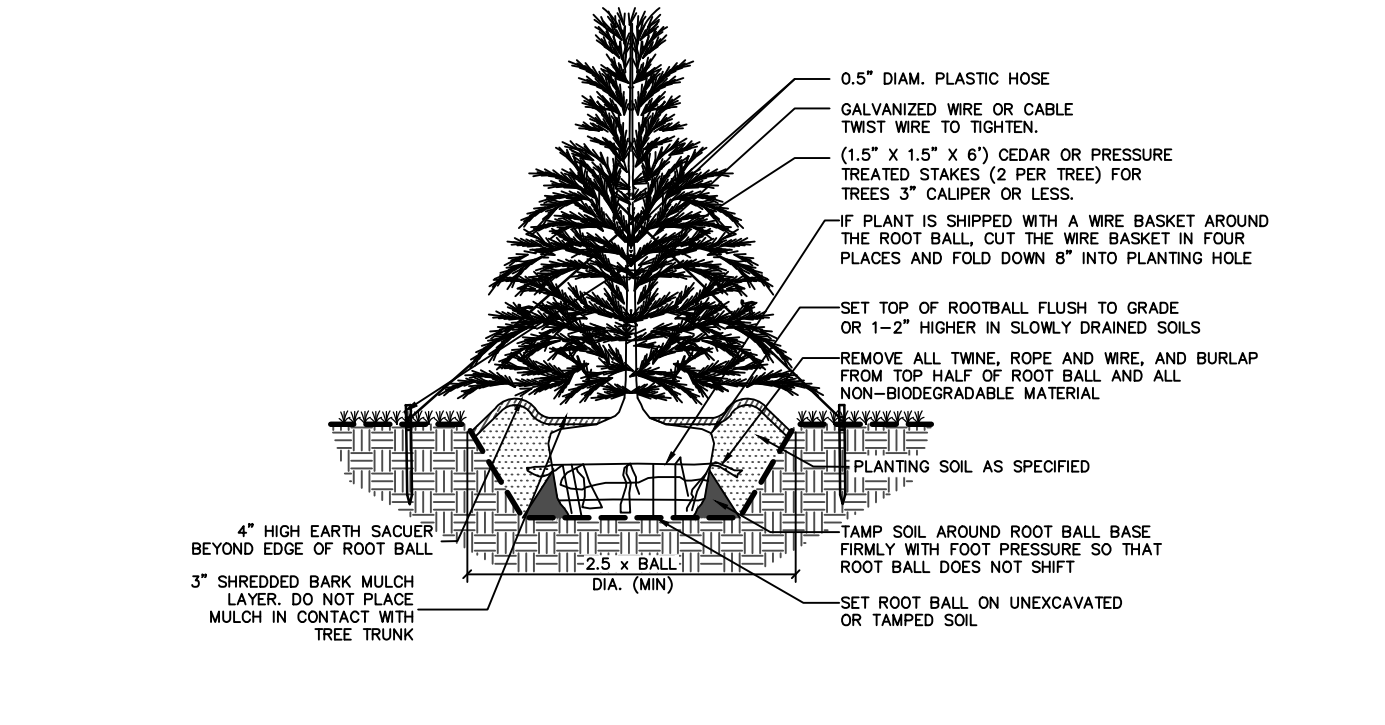 0.5" DIAM. PLASTIC HOSE
GALVANIZED WIRE OR CABLE
TWIST WIRE TO TIGHTEN.
(1.5" X 1.5" X 6') CEDAR OR PRESSURE
TREATED STAKES (2 PER TREE) FOR
TREES 3" CALIPER OR LESS.
IF PLANT IS SHIPPED WITH A WIRE BASKET AROUND
THE ROOT BALL, CUT THE WIRE BASKET IN FOUR
PLACES AND FOLD DOWN 8" INTO PLANTING HOLE
SET TOP OF ROOTBALL FLUSH TO GRADE
OR 1-2" HIGHER IN SLOWLY DRAINED SOILS
REMOVE ALL TWINE, ROPE AND WIRE, AND BURLAP
FROM TOP HALF OF ROOT BALL AND ALL
NON-BIODEGRADABLE MATERIAL
PLANTING SOIL AS SPECIFIED
TAMP SOIL AROUND ROOT BALL BASE
FIRMLY WITH FOOT PRESSURE SO THAT
ROOT BALL DOES NOT SHIFT
SET ROOT BALL ON UNEXCAVATED
OR TAMPED SOIL
4" HIGH EARTH SACUER
BEYOND EDGE OF ROOT BALL
3" SHREDDED BARK MULCH
LAYER. DO NOT PLACE
MULCH IN CONTACT WITH
TREE TRUNK
2.5 x BALL
DIA. (MIN)